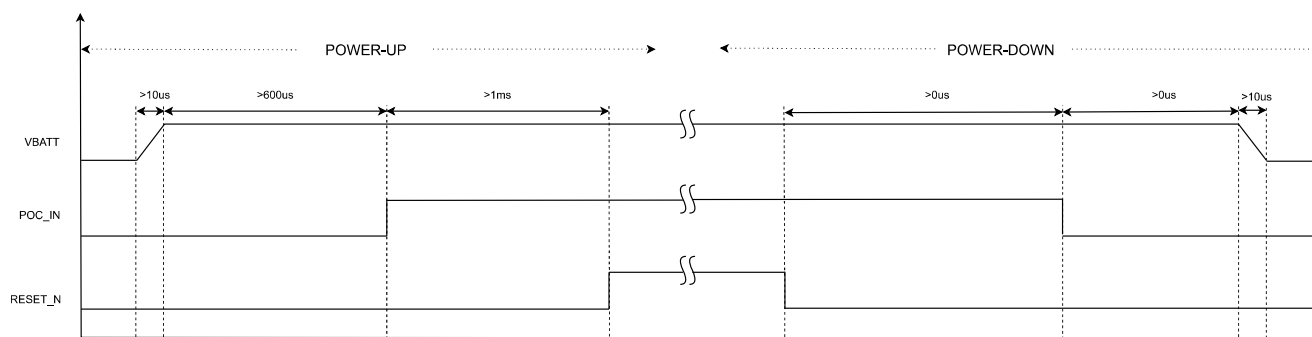 POWER-UP
POWER-DOWN
>10us
>600us
>1ms
>0us
>0us
>10us
VBATT
POC_IN
RESET_N